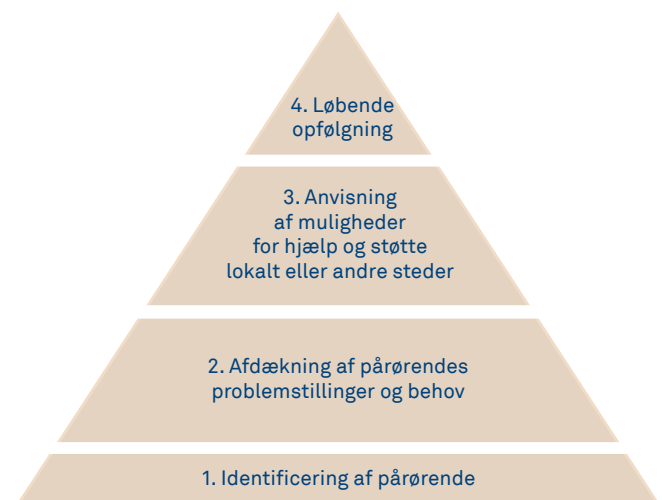 4. Løbende
opfølgning
3. Anvisning
af muligheder
for hjælp og støtte
lokalt eller andre steder
2. Afdækning af pårørendes
problemstillinger og behov
1. Identificering af pårørende